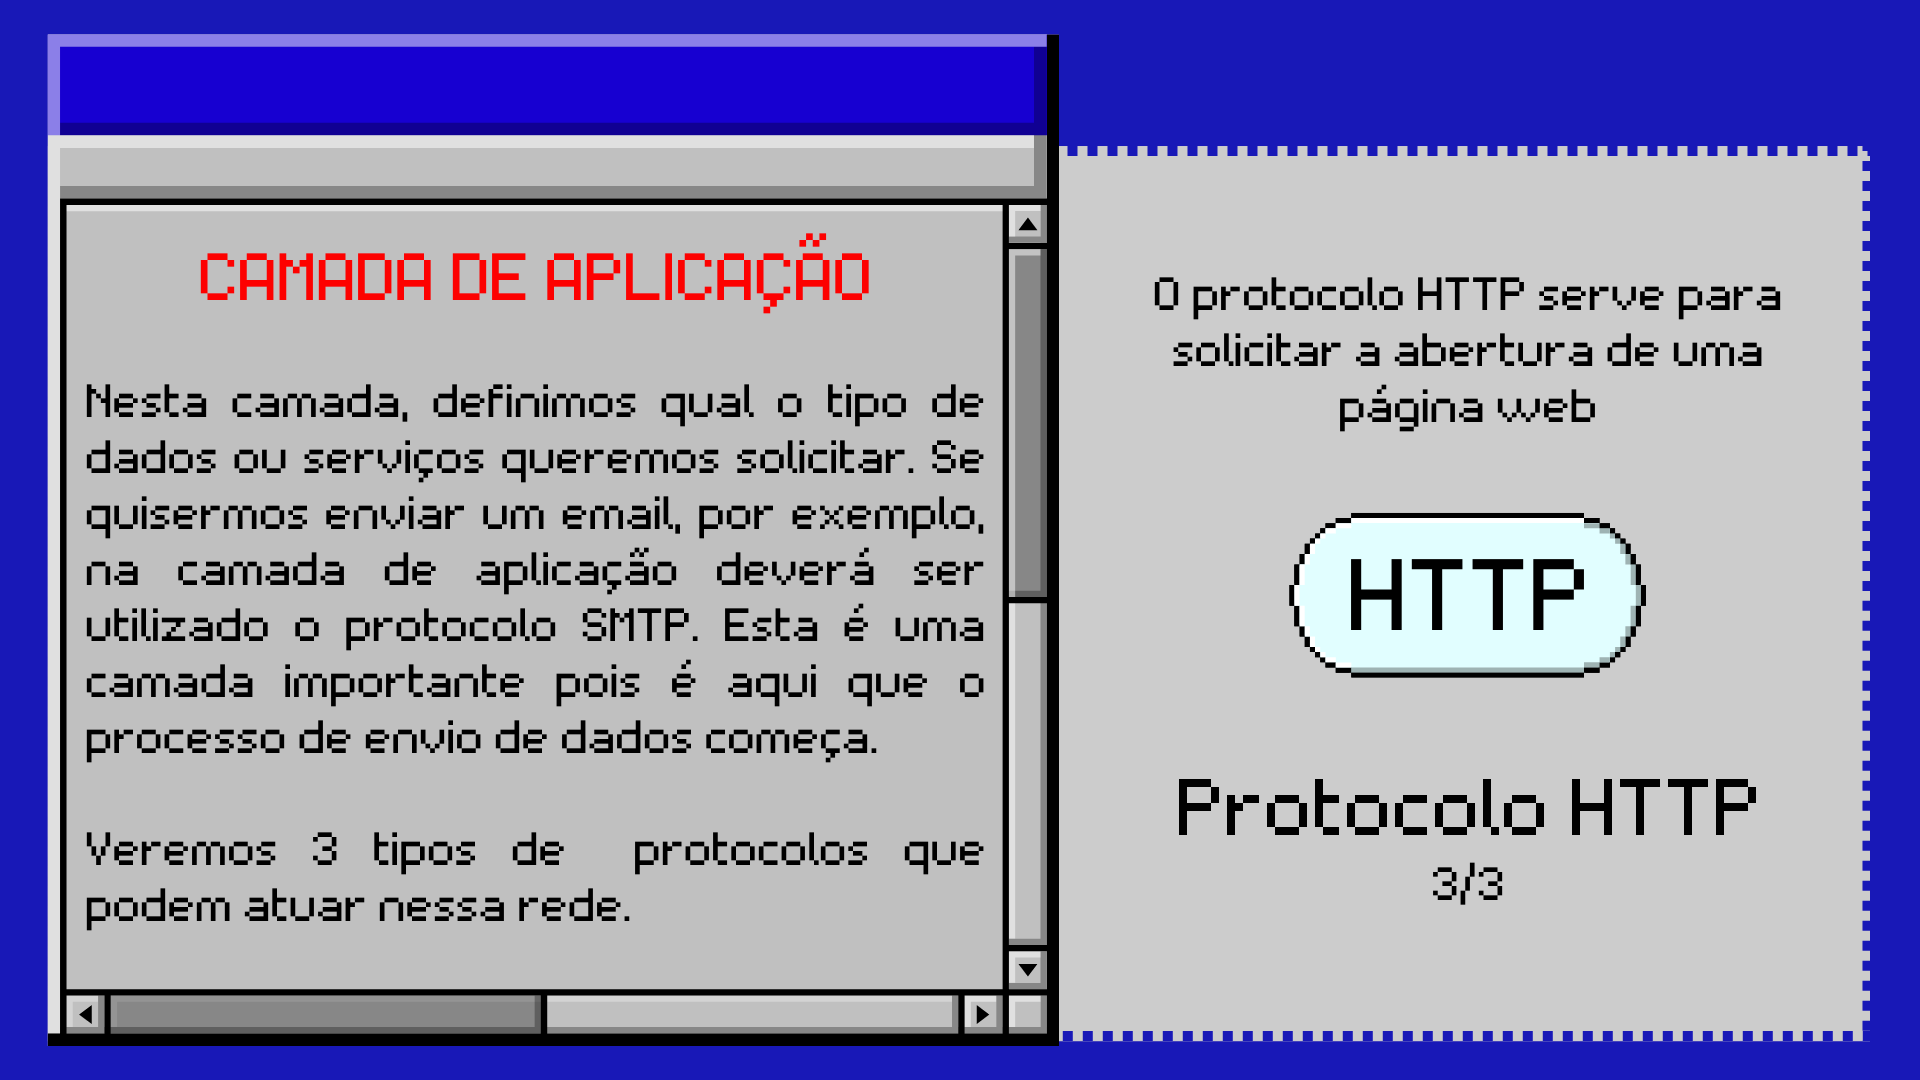 CAMADA DE APLICAÇÃO
Nesta camada, definimos qual o tipo de
dados ou serviços queremos solicitar. Se
quisermos enviar um email, por exemplo,
na camada de aplicação deverá ser
utilizado o protocolo SMTP. Esta é uma
camada importante pois é aqui que o
processo de envio de dados começa.
Veremos 3 tipos de protocolos que
podem atuar nessa rede.
O protocolo HTTP serve para
solicitar a abertura de uma
página web
HTTP
Protocolo HTTP
3/3